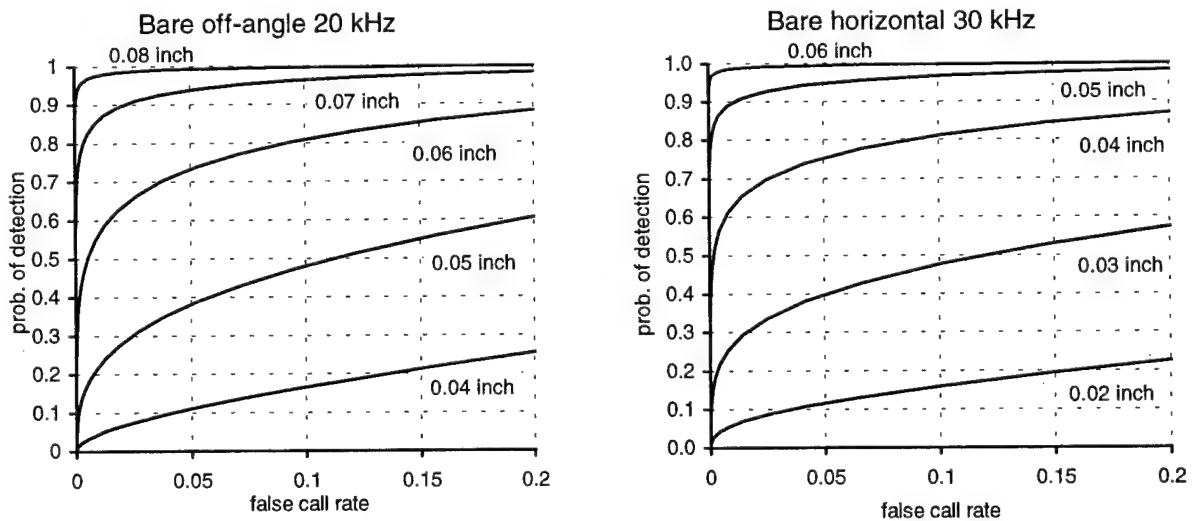 Bare off-angle 20 kHz
0.08 inch
1
0.9
0.8
0.7
0.6
0.5
0.4
0.3
0.2
0.1
0
prob. of detection
0.07 inch
0.06 inch
0.05 inch
0.04 inch
0
0.05
0.1
0.15
0.2
false call rate
Bare horizontal 30 kHz
0.06 inch
1.0
0.9
0.8
0.7
0.6
0.5
0.4
0.3
0.2
0.1
0.0
prob. of detection
0.05 inch
0.04 inch
0.03 inch
0.02 inch
0
0.05
0.1
0.15
0.2
false call rate